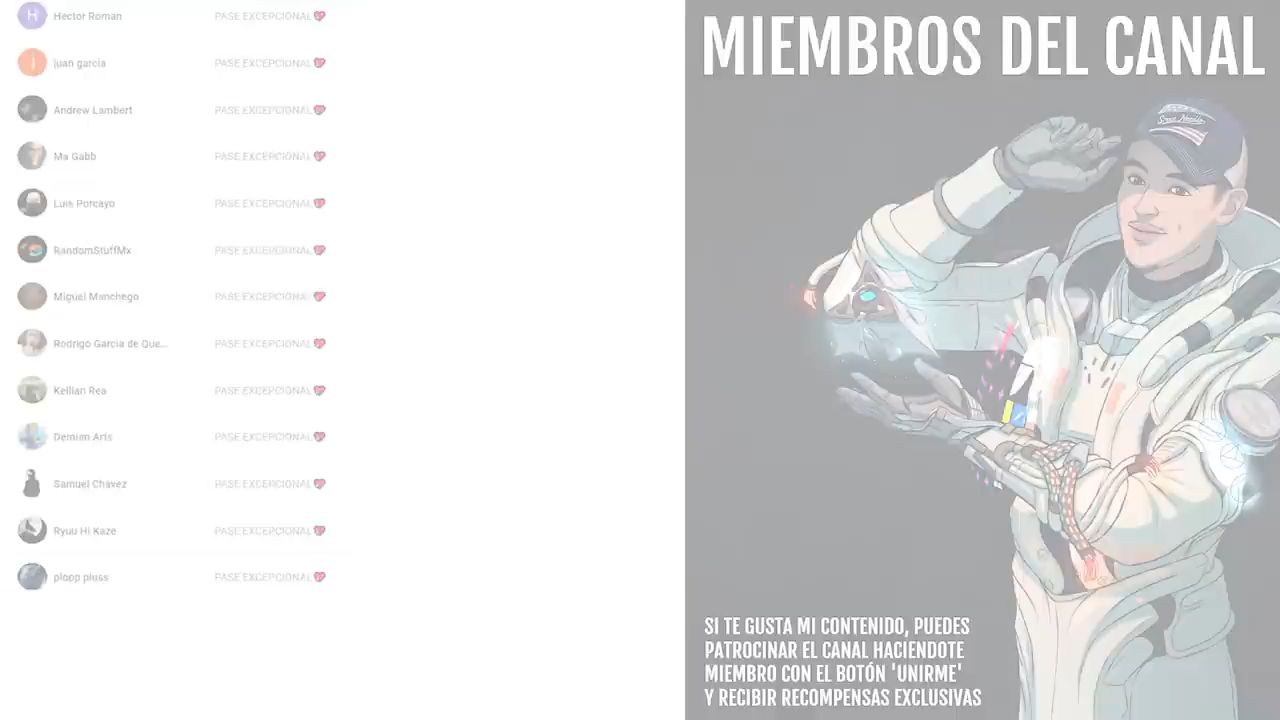 H Hector Roman PASE EXCEPCIONAL
j juan garcia PASE EXCEPCIONAL
Andrew Lambert PASE EXCEPCIONAL
Ma Gabb PASE EXCEPCIONAL
Luis Porcayo PASE EXCEPCIONAL
RandomStuffMx PASE EXCEPCIONAL
Miguel Manchego PASE EXCEPCIONAL
Rodrigo Garcia de Que... PASE EXCEPCIONAL
Kellian Rea PASE EXCEPCIONAL
Demian Arts PASE EXCEPCIONAL
Samuel Chavez PASE EXCEPCIONAL
Ryuu Hi Kaze PASE EXCEPCIONAL
ploop pluss PASE EXCEPCIONAL
MIEMBROS DEL CANAL
SI TE GUSTA MI CONTENIDO, PUEDES
PATROCINAR EL CANAL HACIENDOTE
MIEMBRO CON EL BOTÓN 'UNIRME'
Y RECIBIR RECOMPENSAS EXCLUSIVAS